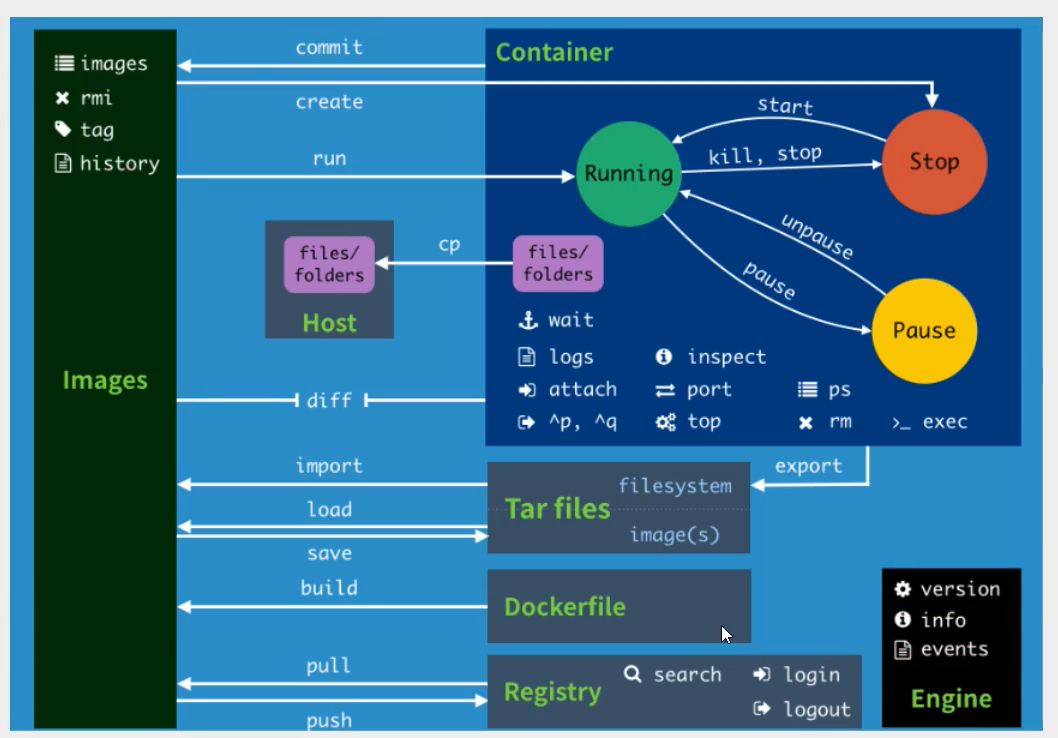 images
rmi
tag
history
Images
commit
create
run
Container
start
kill, stop
Running
Stop
unpause
pause
Pause
cp
files/
folders
Host
files/
folders
wait
logs
inspect
attach
port
ps
^p, ^q
top
rm
>_ exec
diff
import
load
save
export
filesystem
Tar files
image(s)
build
Dockerfile
pull
push
Registry
search
login
logout
version
info
events
Engine